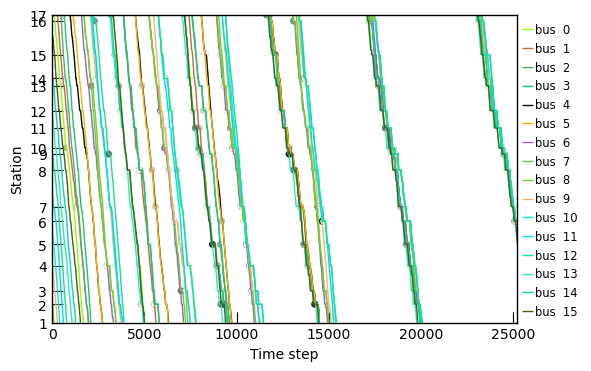 17
16
15
14
13
12
11
10
9
8
7
6
5
4
3
2
1
Station
0
5000
10000
15000
20000
25000
Time step
bus 0
bus 1
bus 2
bus 3
bus 4
bus 5
bus 6
bus 7
bus 8
bus 9
bus 10
bus 11
bus 12
bus 13
bus 14
bus 15